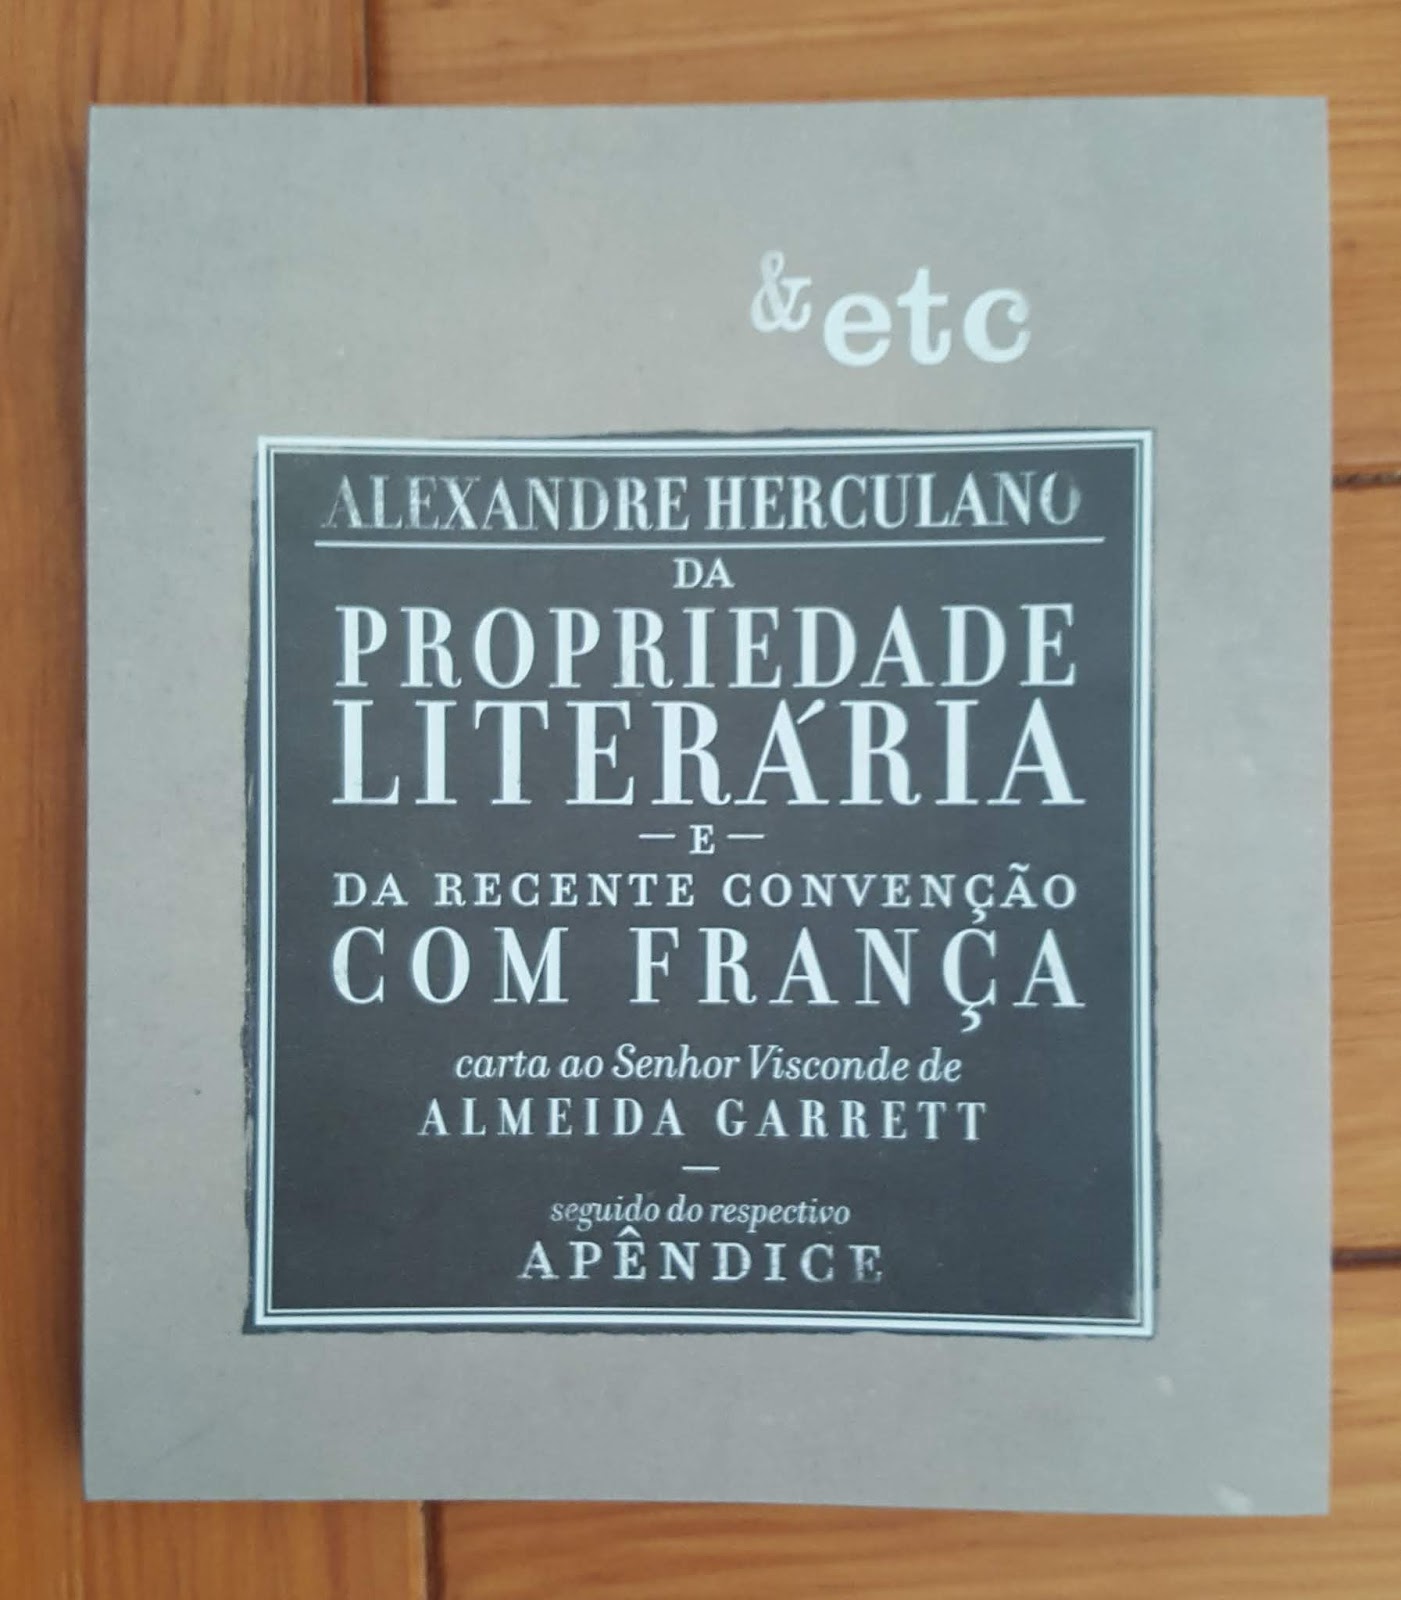 & etc
ALEXANDRE HERCULANO
DA
PROPRIEDADE
LITERÁRIA
— E —
DA RECENTE CONVENÇÃO
COM FRANÇA
carta ao Senhor Visconde de
ALMEIDA GARRETT
—
seguido do respectivo
APÊNDICE